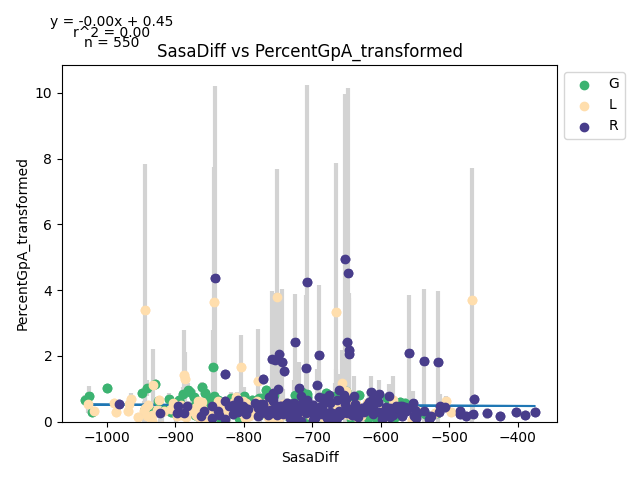 y = -0.00x + 0.45
r^2 = 0.00
n = 550
SasaDiff vs PercentGpA_transformed
G
L
R
PercentGpA_transformed
10
8
6
4
2
0
−1000
−900
−800
−700
−600
−500
−400
SasaDiff